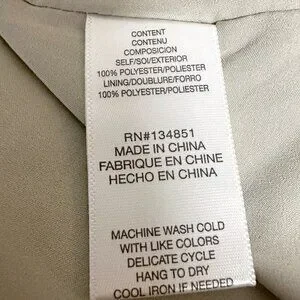 CONTENT
CONTENU
COMPOSICION
SELF/SOI/EXTERIOR
100% POLYESTER/POLIESTER
LINING/DOUBLURE/FORRO
100% POLYESTER/POLIESTER
RN#134851
MADE IN CHINA
FABRIQUE EN CHINE
HECHO EN CHINA
MACHINE WASH COLD
WITH LIKE COLORS
DELICATE CYCLE
HANG TO DRY
COOL IRON IF NEEDED